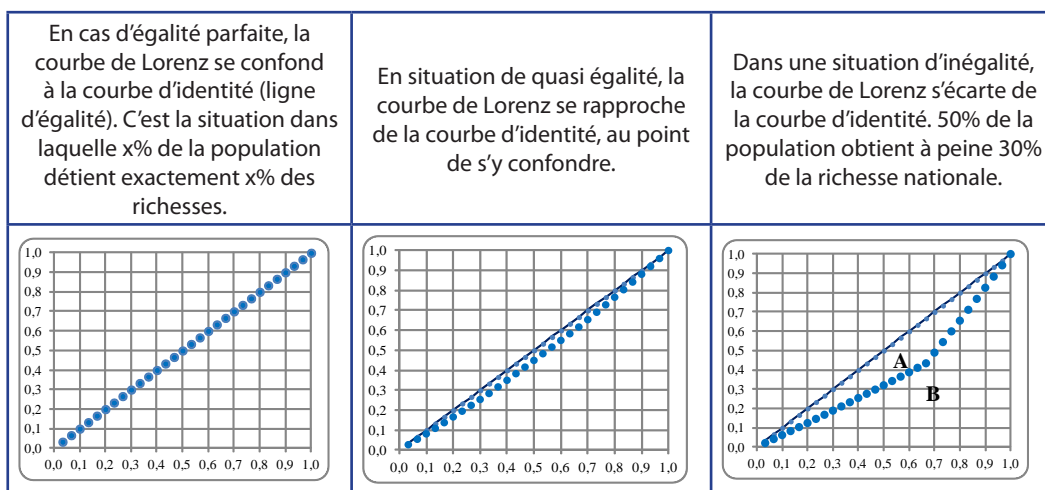 En cas d'égalité parfaite, la
courbe de Lorenz se confond
à la courbe d'identité (ligne
d'égalité). C'est la situation dans
laquelle x% de la population
détient exactement x% des
richesses.
En situation de quasi égalité, la
courbe de Lorenz se rapproche
de la courbe d'identité, au point
de s'y confondre.
Dans une situation d'inégalité,
la courbe de Lorenz s'écarte de
la courbe d'identité. 50% de la
population obtient à peine 30%
de la richesse nationale.
1,0
0,9
0,8
0,7
0,6
0,5
0,4
0,3
0,2
0,1
0,0
0,0 0,1 0,2 0,3 0,4 0,5 0,6 0,7 0,8 0,9 1,0
1,0
0,9
0,8
0,7
0,6
0,5
0,4
0,3
0,2
0,1
0,0
0,0 0,1 0,2 0,3 0,4 0,5 0,6 0,7 0,8 0,9 1,0
1,0
0,9
0,8
0,7
0,6
0,5
0,4
0,3
0,2
0,1
0,0
A
B
0,0 0,1 0,2 0,3 0,4 0,5 0,6 0,7 0,8 0,9 1,0